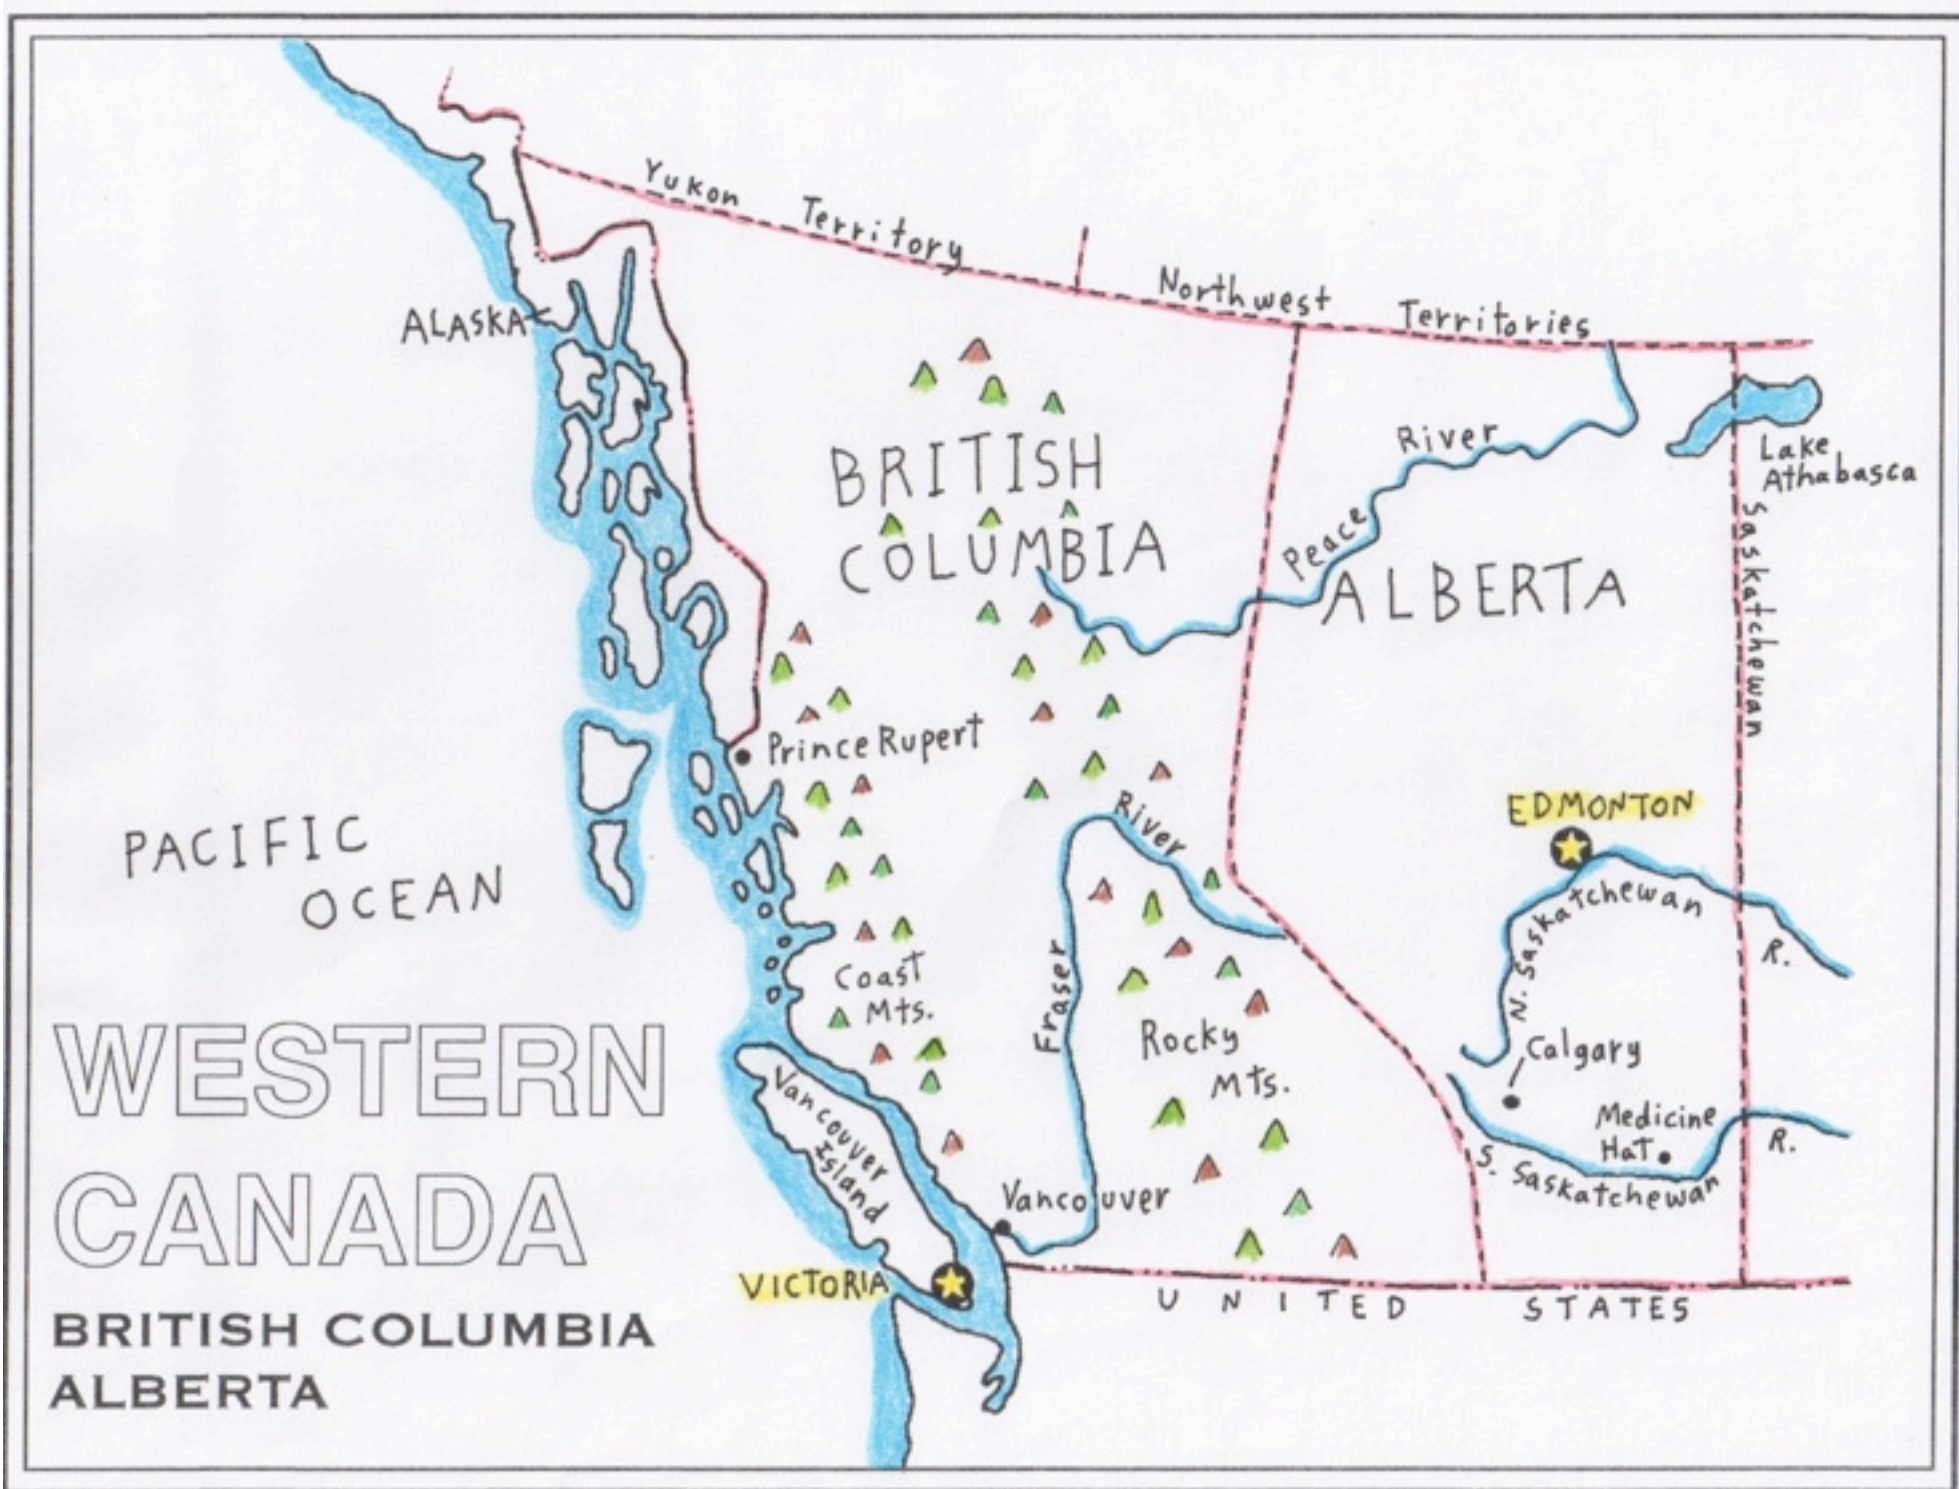 Yukon Territory
Northwest Territories
ALASKA
BRITISH
COLUMBIA
Peace River
Lake
Athabasca
ALBERTA
Saskatchewan
Prince Rupert
PACIFIC
OCEAN
EDMONTON
Fraser River
N. Saskatchewan R.
Coast
Mts.
Rocky
Mts.
Calgary
Medicine
Hat
S. Saskatchewan R.
Vancouver
Island
Vancouver
VICTORIA
UNITED STATES
WESTERN
CANADA
BRITISH COLUMBIA
ALBERTA